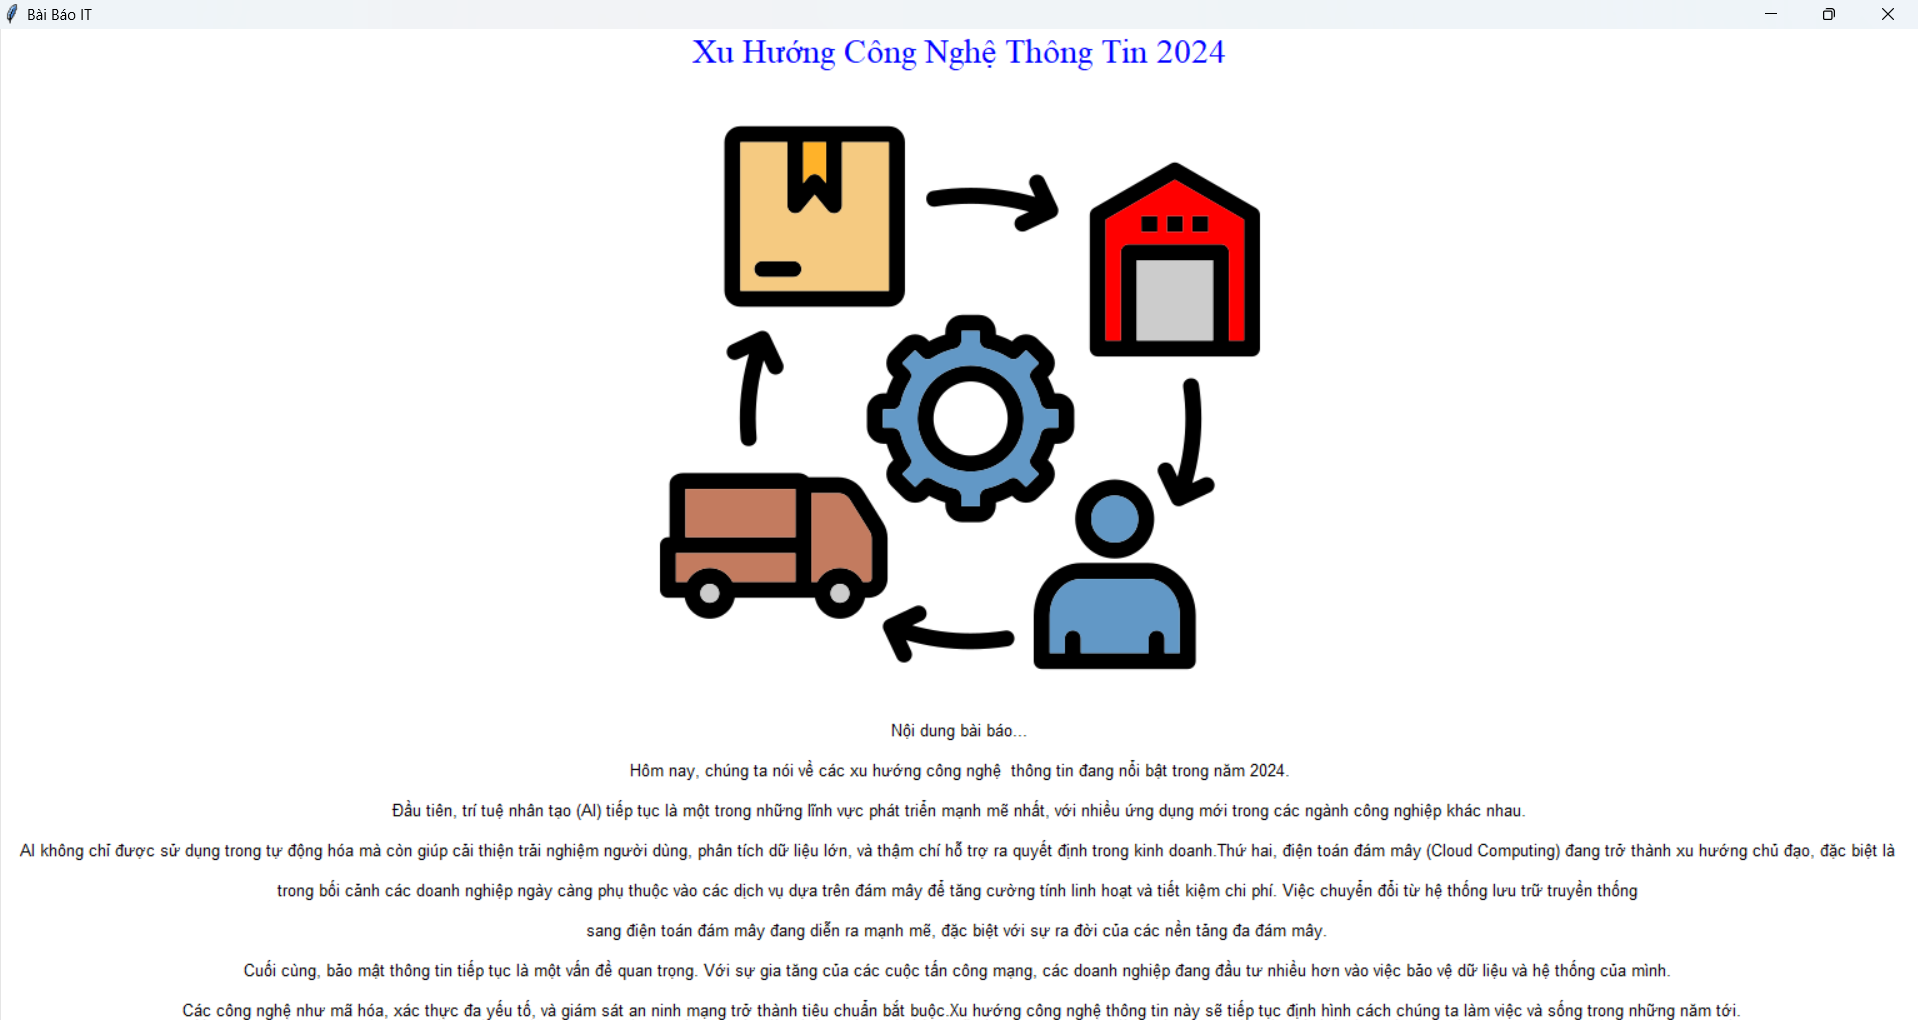 Bài Báo IT
Xu Hướng Công Nghệ Thông Tin 2024
Nội dung bài báo...
Hôm nay, chúng ta nói về các xu hướng công nghệ  thông tin đang nổi bật trong năm 2024.
Đầu tiên, trí tuệ nhân tạo (AI) tiếp tục là một trong những lĩnh vực phát triển mạnh mẽ nhất, với nhiều ứng dụng mới trong các ngành công nghiệp khác nhau.
AI không chỉ được sử dụng trong tự động hóa mà còn giúp cải thiện trải nghiệm người dùng, phân tích dữ liệu lớn, và thậm chí hỗ trợ ra quyết định trong kinh doanh.Thứ hai, điện toán đám mây (Cloud Computing) đang trở thành xu hướng chủ đạo, đặc biệt là
trong bối cảnh các doanh nghiệp ngày càng phụ thuộc vào các dịch vụ dựa trên đám mây để tăng cường tính linh hoạt và tiết kiệm chi phí. Việc chuyển đổi từ hệ thống lưu trữ truyền thống
sang điện toán đám mây đang diễn ra mạnh mẽ, đặc biệt với sự ra đời của các nền tảng đa đám mây.
Cuối cùng, bảo mật thông tin tiếp tục là một vấn đề quan trọng. Với sự gia tăng của các cuộc tấn công mạng, các doanh nghiệp đang đầu tư nhiều hơn vào việc bảo vệ dữ liệu và hệ thống của mình.
Các công nghệ như mã hóa, xác thực đa yếu tố, và giám sát an ninh mạng trở thành tiêu chuẩn bắt buộc.Xu hướng công nghệ thông tin này sẽ tiếp tục định hình cách chúng ta làm việc và sống trong những năm tới.